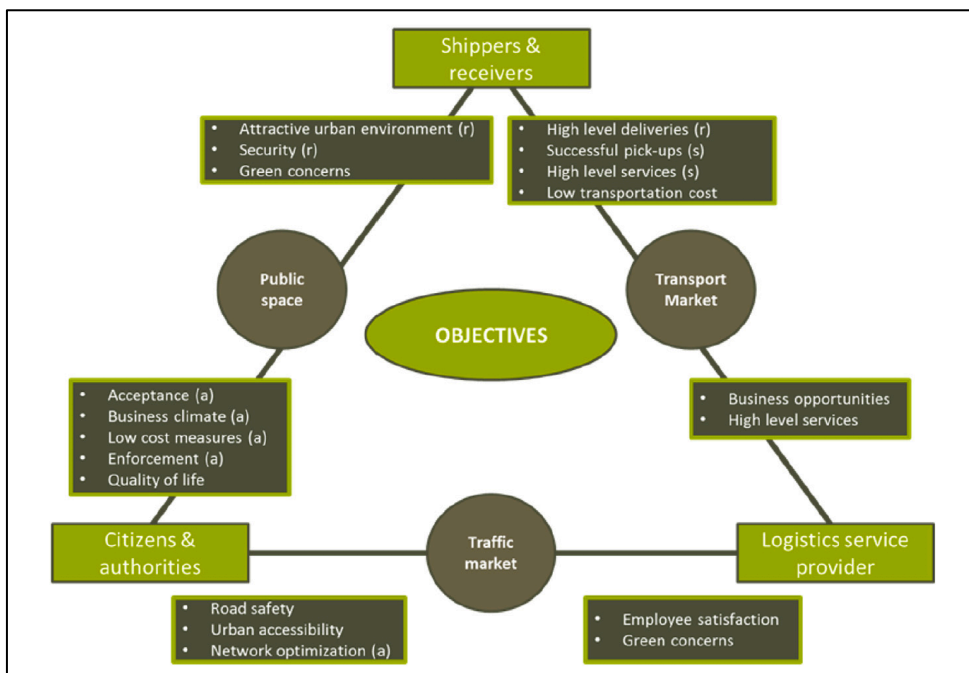 Shippers &
receivers
• Attractive urban environment (r)
• Security (r)
• Green concerns
• High level deliveries (r)
• Successful pick-ups (s)
• High level services (s)
• Low transportation cost
Public
space
Transport
Market
OBJECTIVES
• Acceptance (a)
• Business climate (a)
• Low cost measures (a)
• Enforcement (a)
• Quality of life
• Business opportunities
• High level services
Citizens &
authorities
Traffic
market
Logistics service
provider
• Road safety
• Urban accessibility
• Network optimization (a)
• Employee satisfaction
• Green concerns